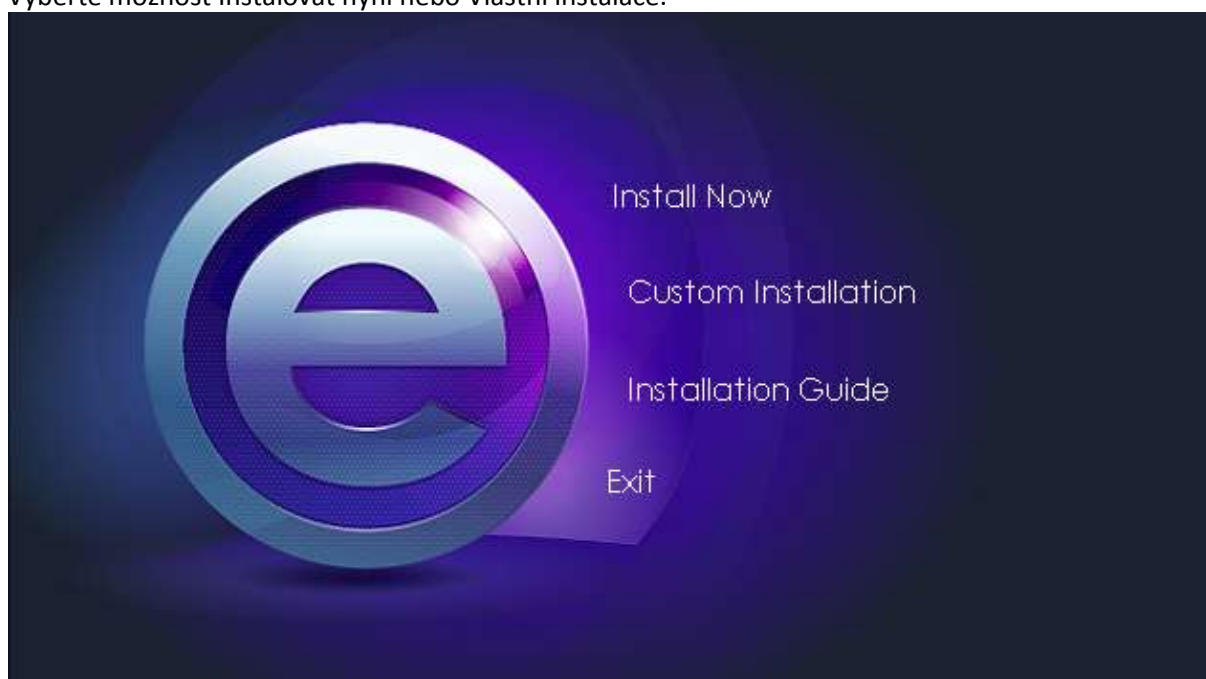 Vyberte možnost Instalovat nyní nebo Vlastní instalace.
Install Now
Custom Installation
Installation Guide
Exit